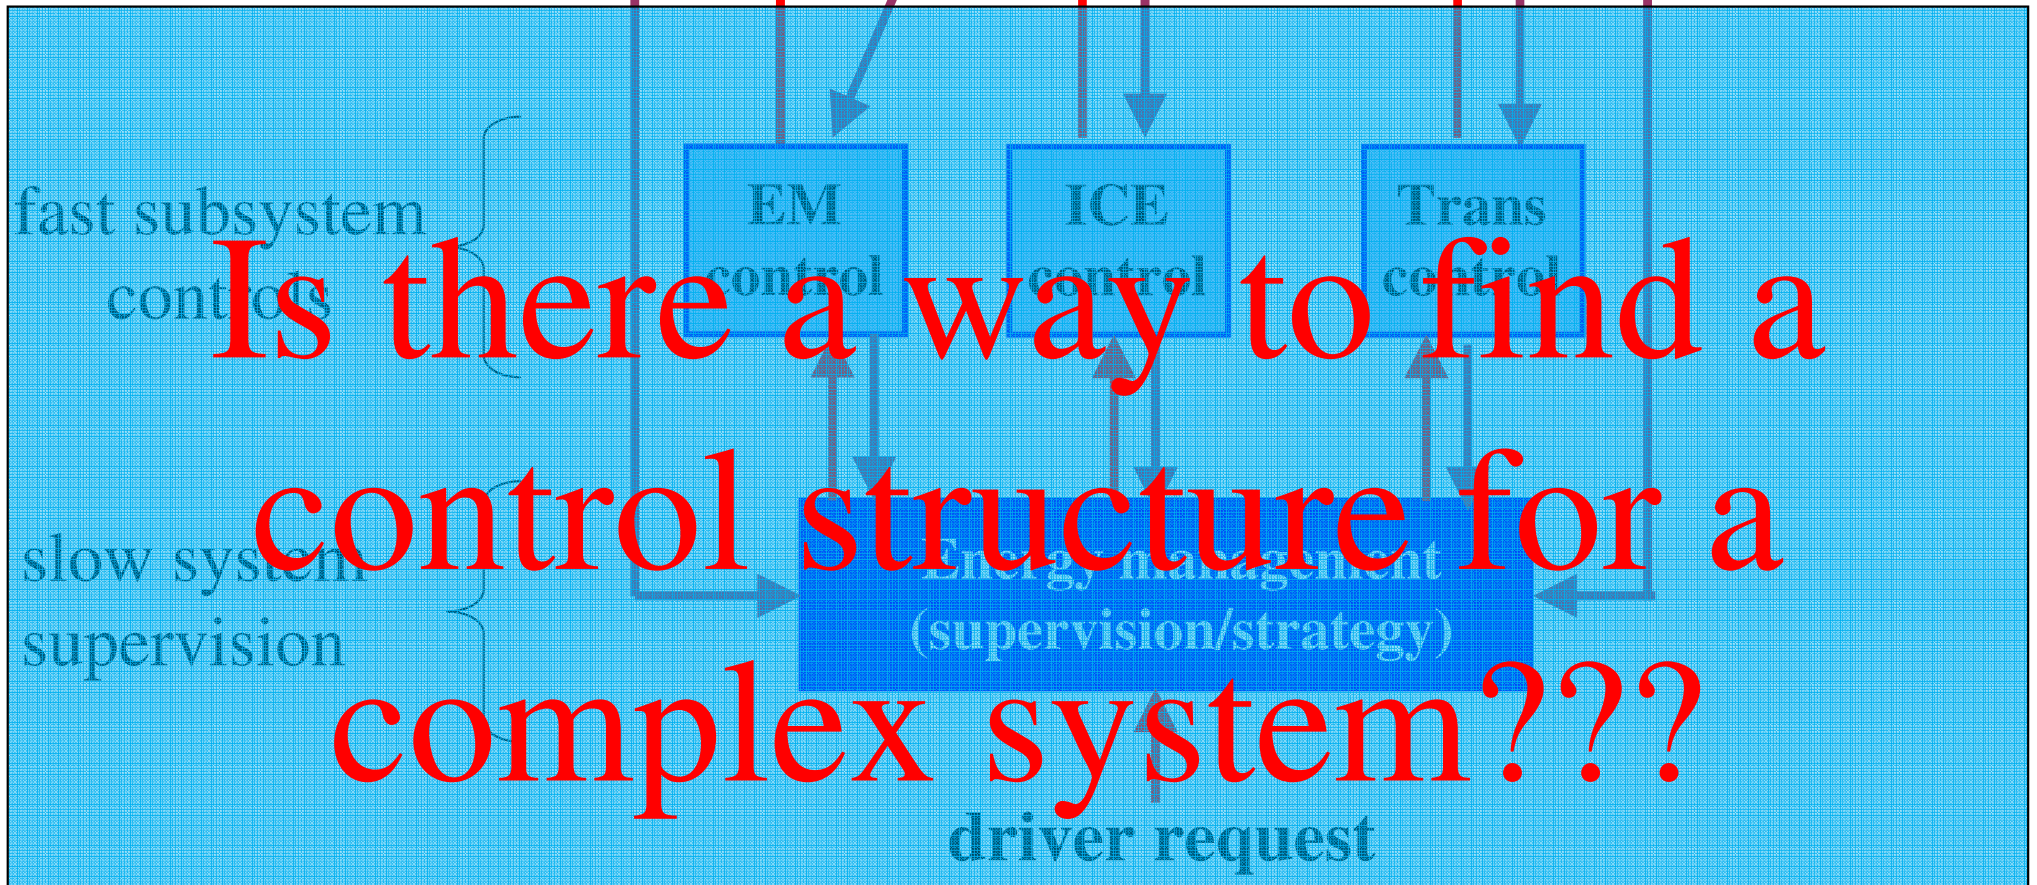 EM
control
ICE
control
Trans
control
fast subsystem
controls
Is there a way to find a
control structure for a
complex system???
slow system
supervision
Energy management
(supervision/strategy)
driver request